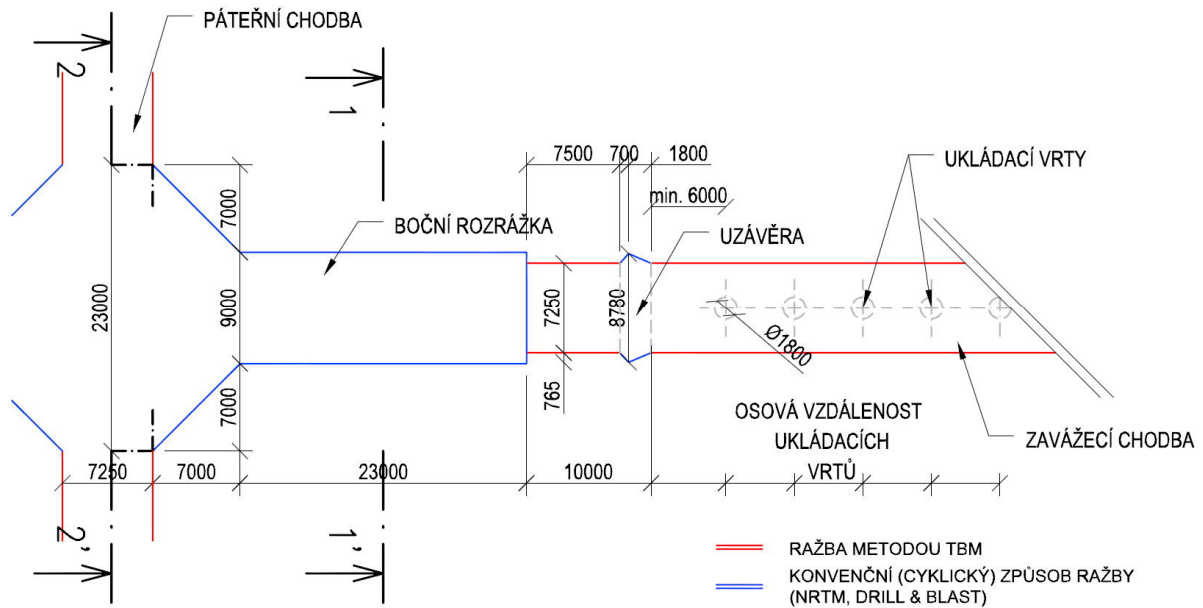 PÁTEŘNÍ CHODBA
2
1
7500
700
1800
UKLÁDACÍ VRTY
min. 6000
7000
BOČNÍ ROZRÁŽKA
UZÁVĚRA
23000
9000
7250
8780
Ø1800
765
7000
OSOVÁ VZDÁLENOST
UKLÁDACÍCH
VRTŮ
ZAVÁŽECÍ CHODBA
7250
7000
23000
10000
2'
1'
RAŽBA METODOU TBM
KONVENČNÍ (CYKLICKÝ) ZPŮSOB RAŽBY
(NRTM, DRILL & BLAST)